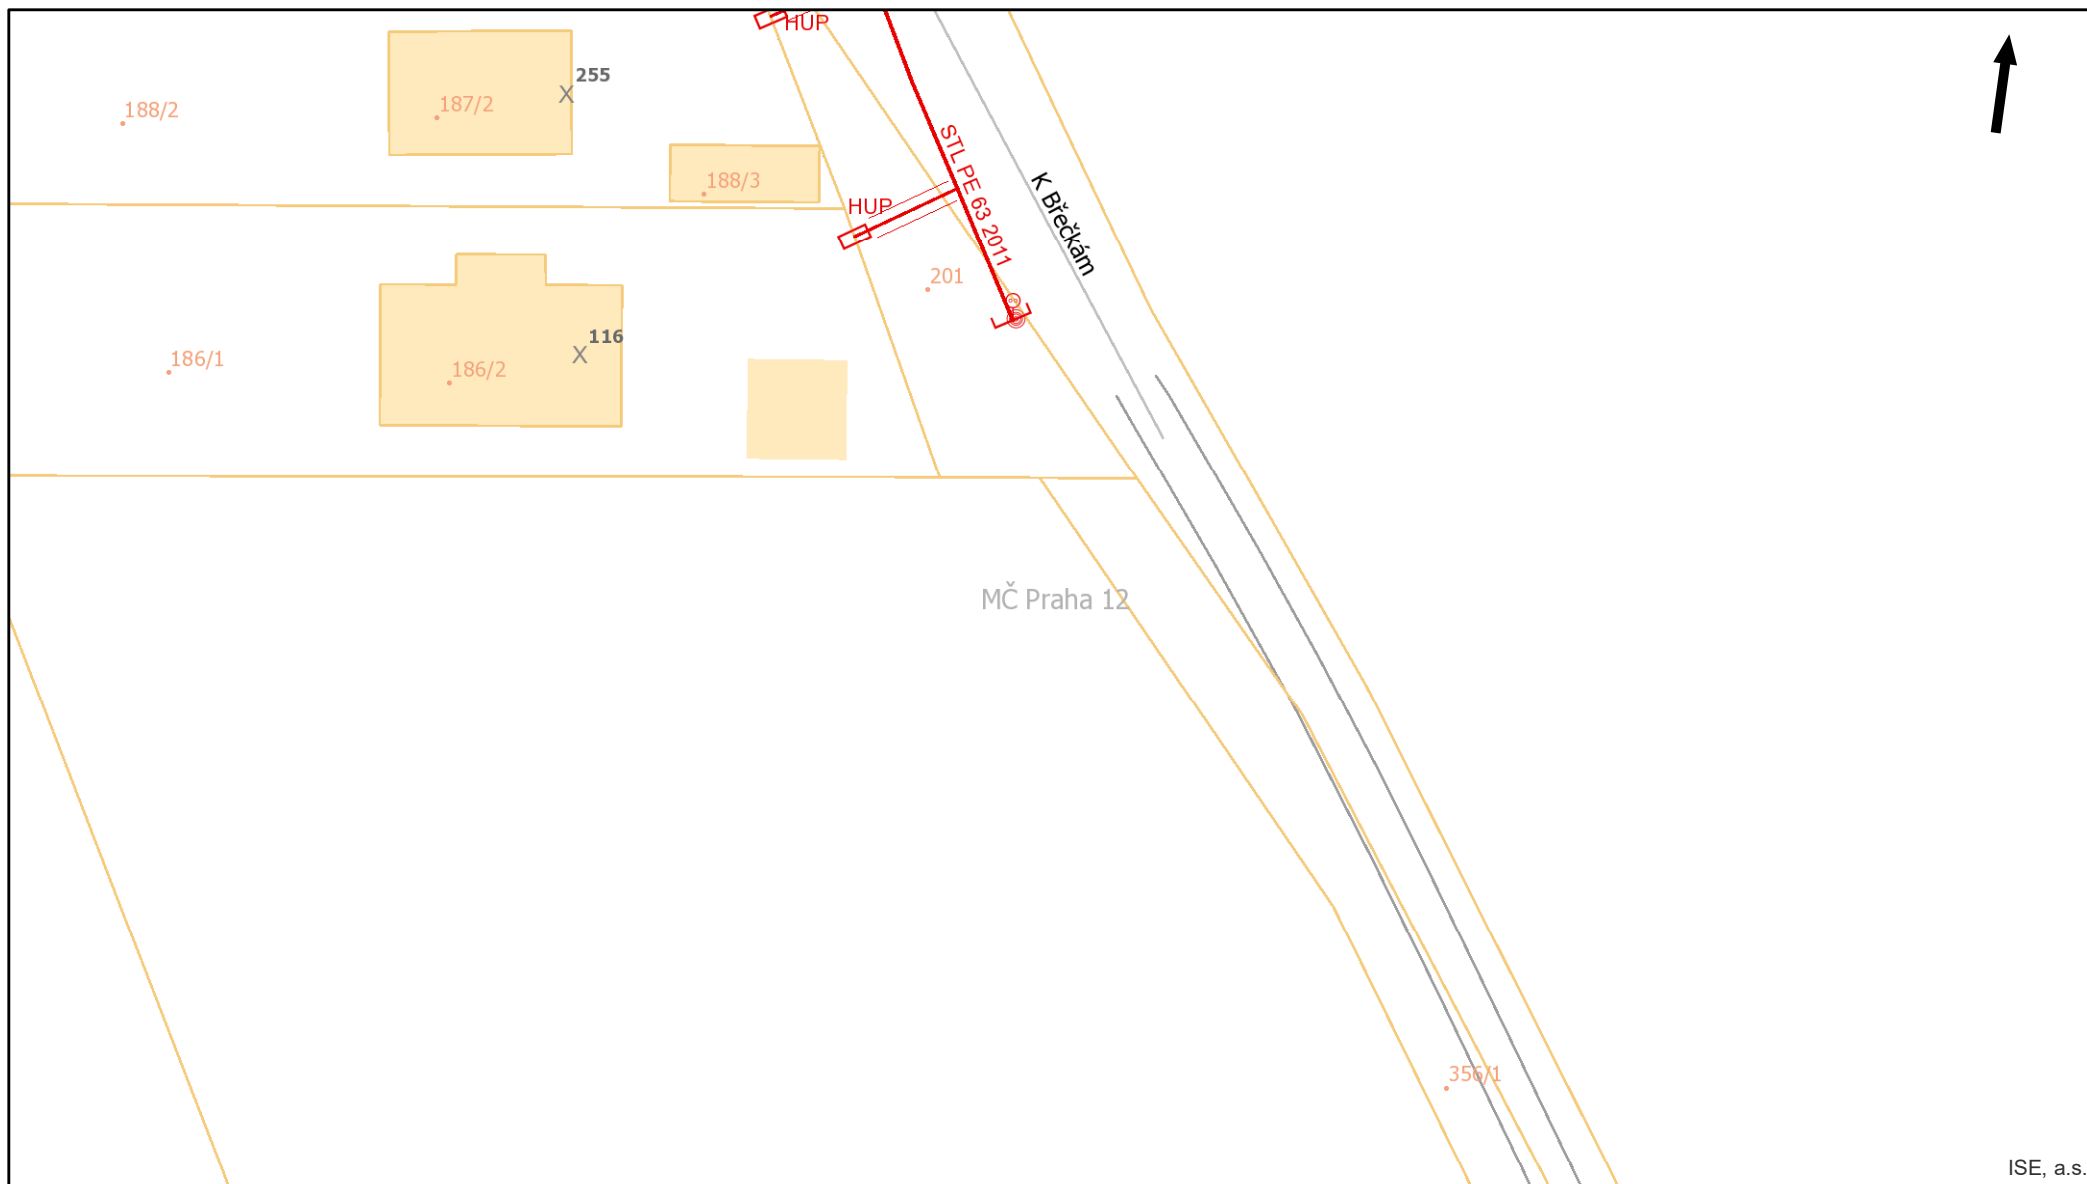 HUP
255
187/2
188/2
STL PE 63 2011
188/3
K Břečkám
HUP
201
116
186/1
186/2
MČ Praha 12
356/1
ISE, a.s.